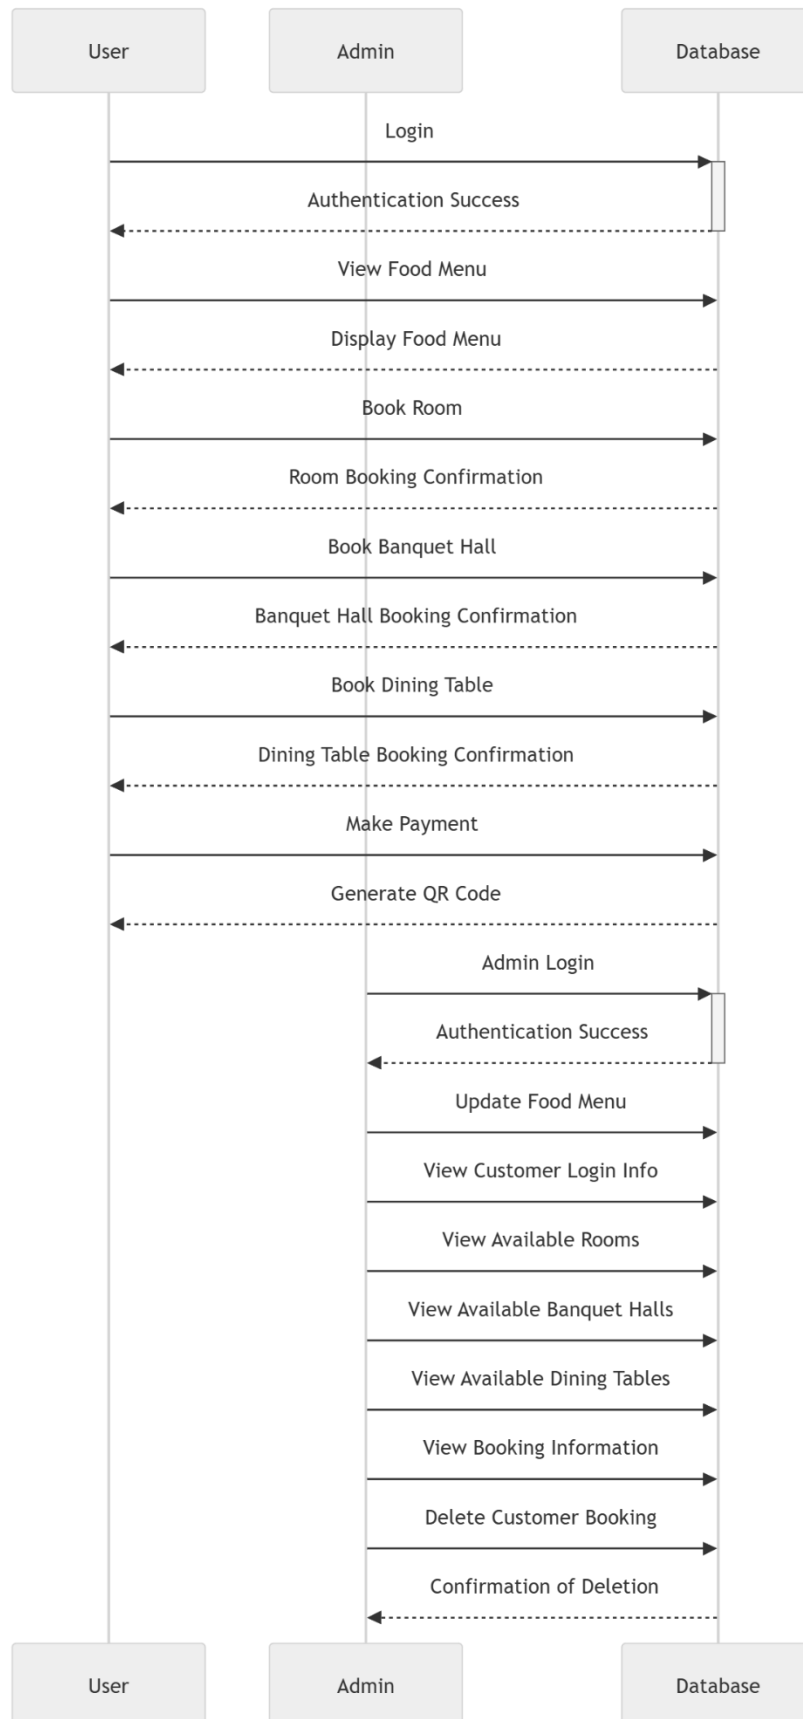 User
Admin
Database
Login
Authentication Success
View Food Menu
Display Food Menu
Book Room
Room Booking Confirmation
Book Banquet Hall
Banquet Hall Booking Confirmation
Book Dining Table
Dining Table Booking Confirmation
Make Payment
Generate QR Code
Admin Login
Authentication Success
Update Food Menu
View Customer Login Info
View Available Rooms
View Available Banquet Halls
View Available Dining Tables
View Booking Information
Delete Customer Booking
Confirmation of Deletion
User
Admin
Database